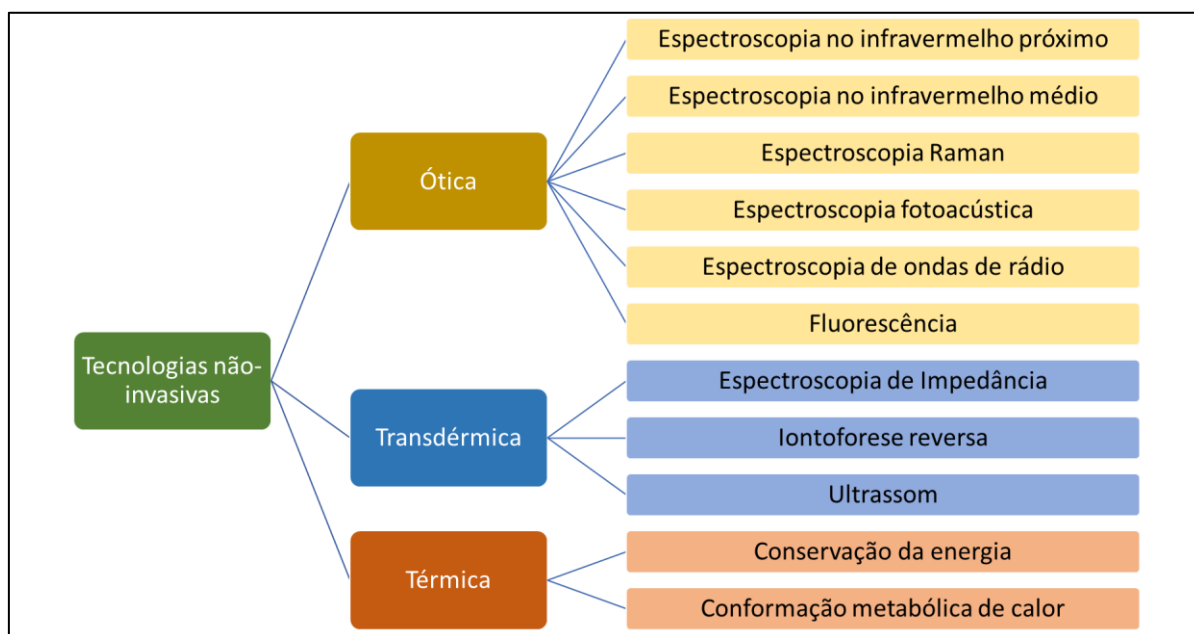 Tecnologias não-
invasivas
Ótica
Espectroscopia no infravermelho próximo
Espectroscopia no infravermelho médio
Espectroscopia Raman
Espectroscopia fotoacústica
Espectroscopia de ondas de rádio
Fluorescência
Transdérmica
Espectroscopia de Impedância
Iontoforese reversa
Ultrassom
Térmica
Conservação da energia
Conformação metabólica de calor